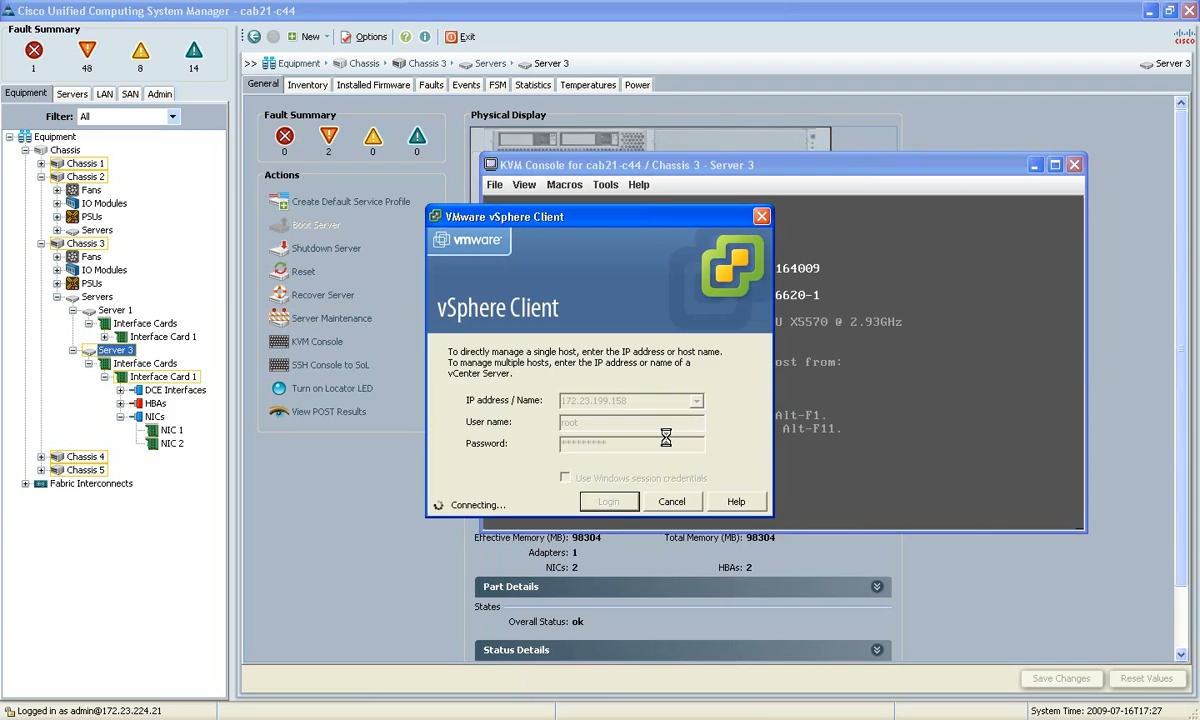 Cisco Unified Computing System Manager - cab21-c44
Fault Summary
1 48 8 14
Equipment Servers LAN SAN Admin
Filter: All
Equipment
Chassis
Chassis 1
Chassis 2
Fans
IO Modules
PSUs
Servers
Chassis 3
Fans
IO Modules
PSUs
Servers
Server 1
Interface Cards
Interface Card 1
Server 3
Interface Cards
Interface Card 1
DCE Interfaces
HBAs
NICs
NIC 1
NIC 2
Chassis 4
Chassis 5
Fabric Interconnects
New Options Exit
CISCO
>> Equipment Chassis Chassis 3 Servers Server 3
Server 3
General Inventory Installed Firmware Faults Events FSM Statistics Temperatures Power
Fault Summary
0 2 0 0
Actions
Create Default Service Profile
Boot Server
Shutdown Server
Reset
Recover Server
Server Maintenance
KVM Console
SSH Console to SoL
Turn on Locator LED
View POST Results
Physical Display
KVM Console for cab21-c44 / Chassis 3 - Server 3
File View Macros Tools Help
164009
6620-1
U X5570 @ 2.93GHz
ost from:
Alt-F1.
Alt-F11.
VMware vSphere Client
vmware
vSphere Client
To directly manage a single host, enter the IP address or host name.
To manage multiple hosts, enter the IP address or name of a
vCenter Server.
IP address / Name: 172.23.199.158
User name: root
Password: *********
Use Windows session credentials
Connecting... Login Cancel Help
Effective Memory (MB): 98304 Total Memory (MB): 98304
Adapters: 1
NICs: 2 HBAs: 2
Part Details
States
Overall Status: ok
Status Details
Save Changes Reset Values
Logged in as admin@172.23.224.21
System Time: 2009-07-16T17:27